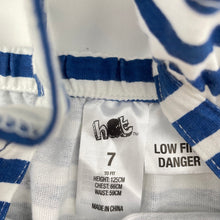 hot
7
TO FIT
HEIGHT: 125CM
CHEST: 66CM
WAIST: 59CM
MADE IN CHINA
LOW FI
DANGER